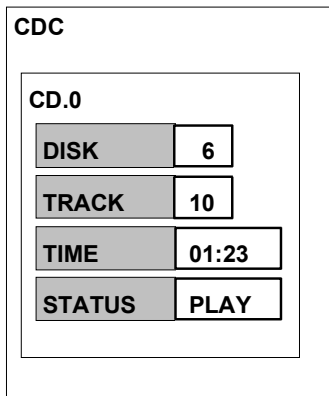 CDC
CD.0
DISK 6
TRACK 10
TIME 01:23
STATUS PLAY